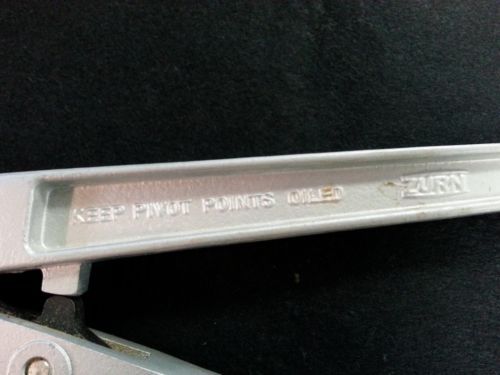 KEEP PIVOT POINTS OILED ZURN